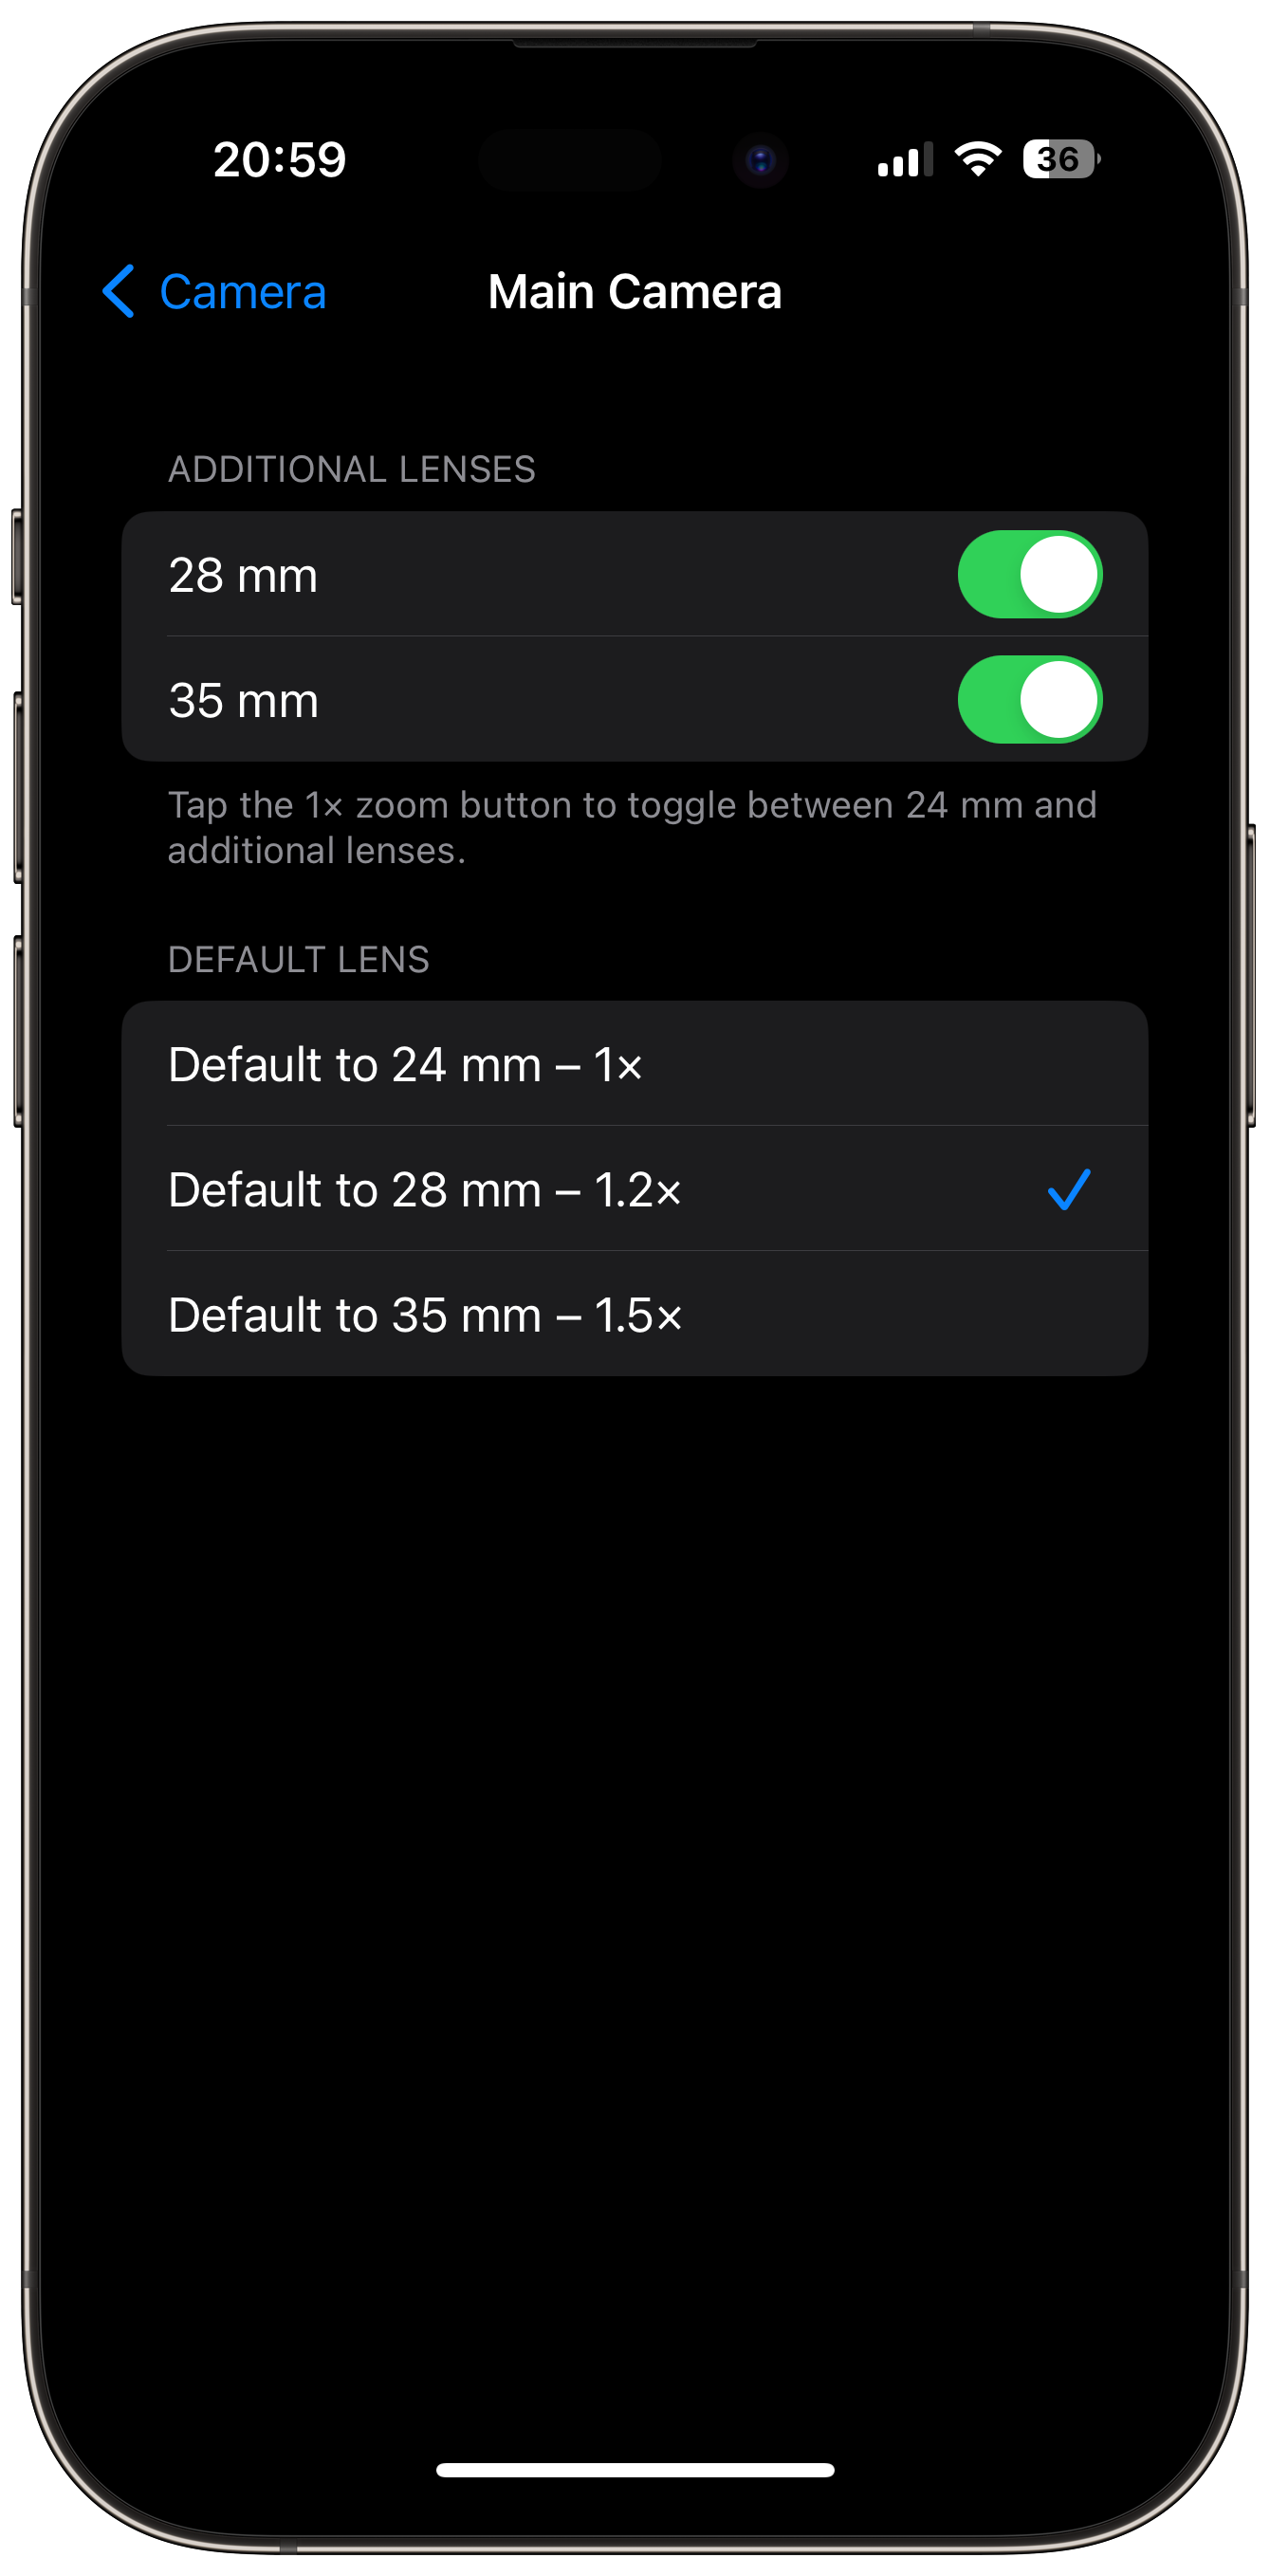 20:59
36
Camera
Main Camera
ADDITIONAL LENSES
28 mm
35 mm
Tap the 1× zoom button to toggle between 24 mm and
additional lenses.
DEFAULT LENS
Default to 24 mm – 1×
Default to 28 mm – 1.2×
Default to 35 mm – 1.5×